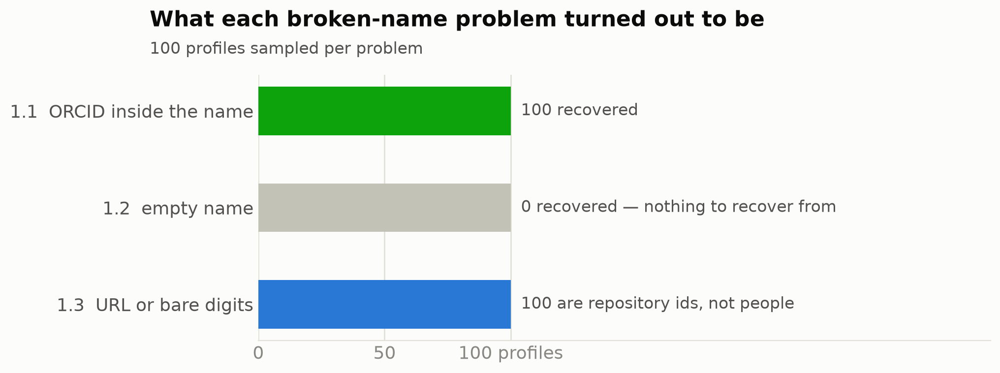 What each broken-name problem turned out to be
100 profiles sampled per problem
1.1  ORCID inside the name
100 recovered
1.2  empty name
0 recovered — nothing to recover from
1.3  URL or bare digits
100 are repository ids, not people
0
50
100 profiles